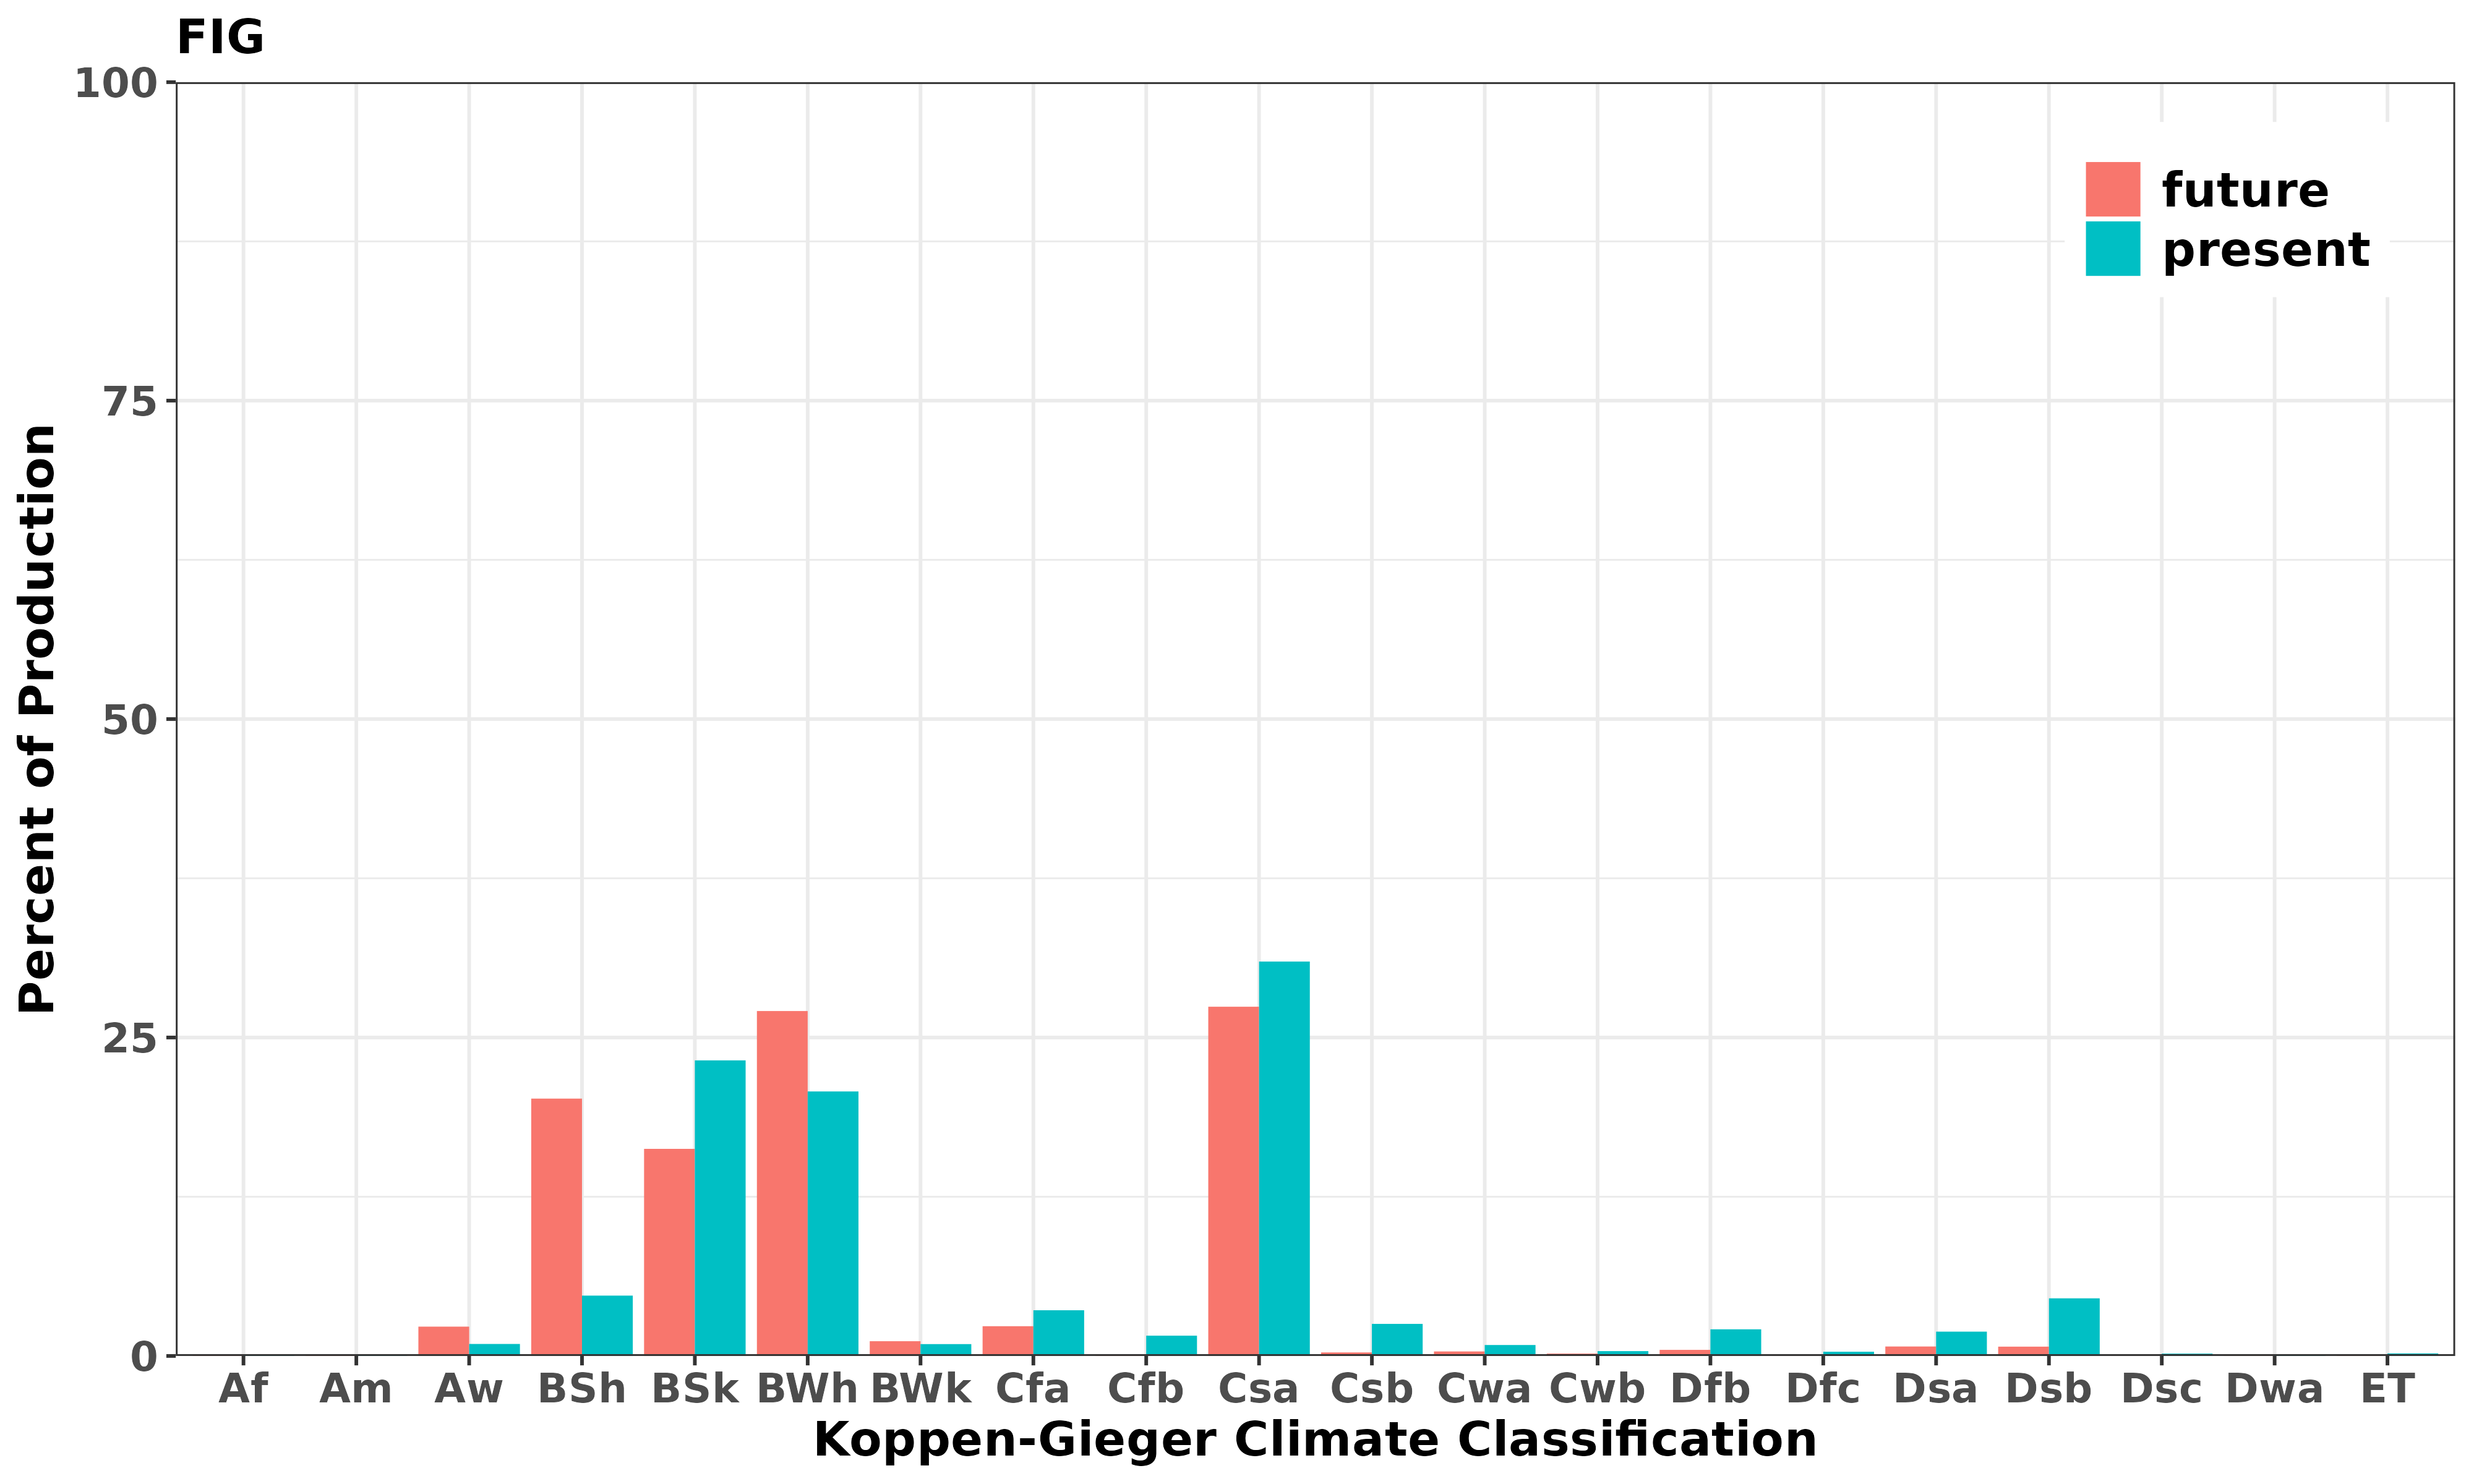 FIG
100
75
50
25
0
Percent of Production
future
present
Af Am Aw BSh BSk BWh BWk Cfa Cfb Csa Csb Cwa Cwb Dfb Dfc Dsa Dsb Dsc Dwa ET
Koppen-Gieger Climate Classification